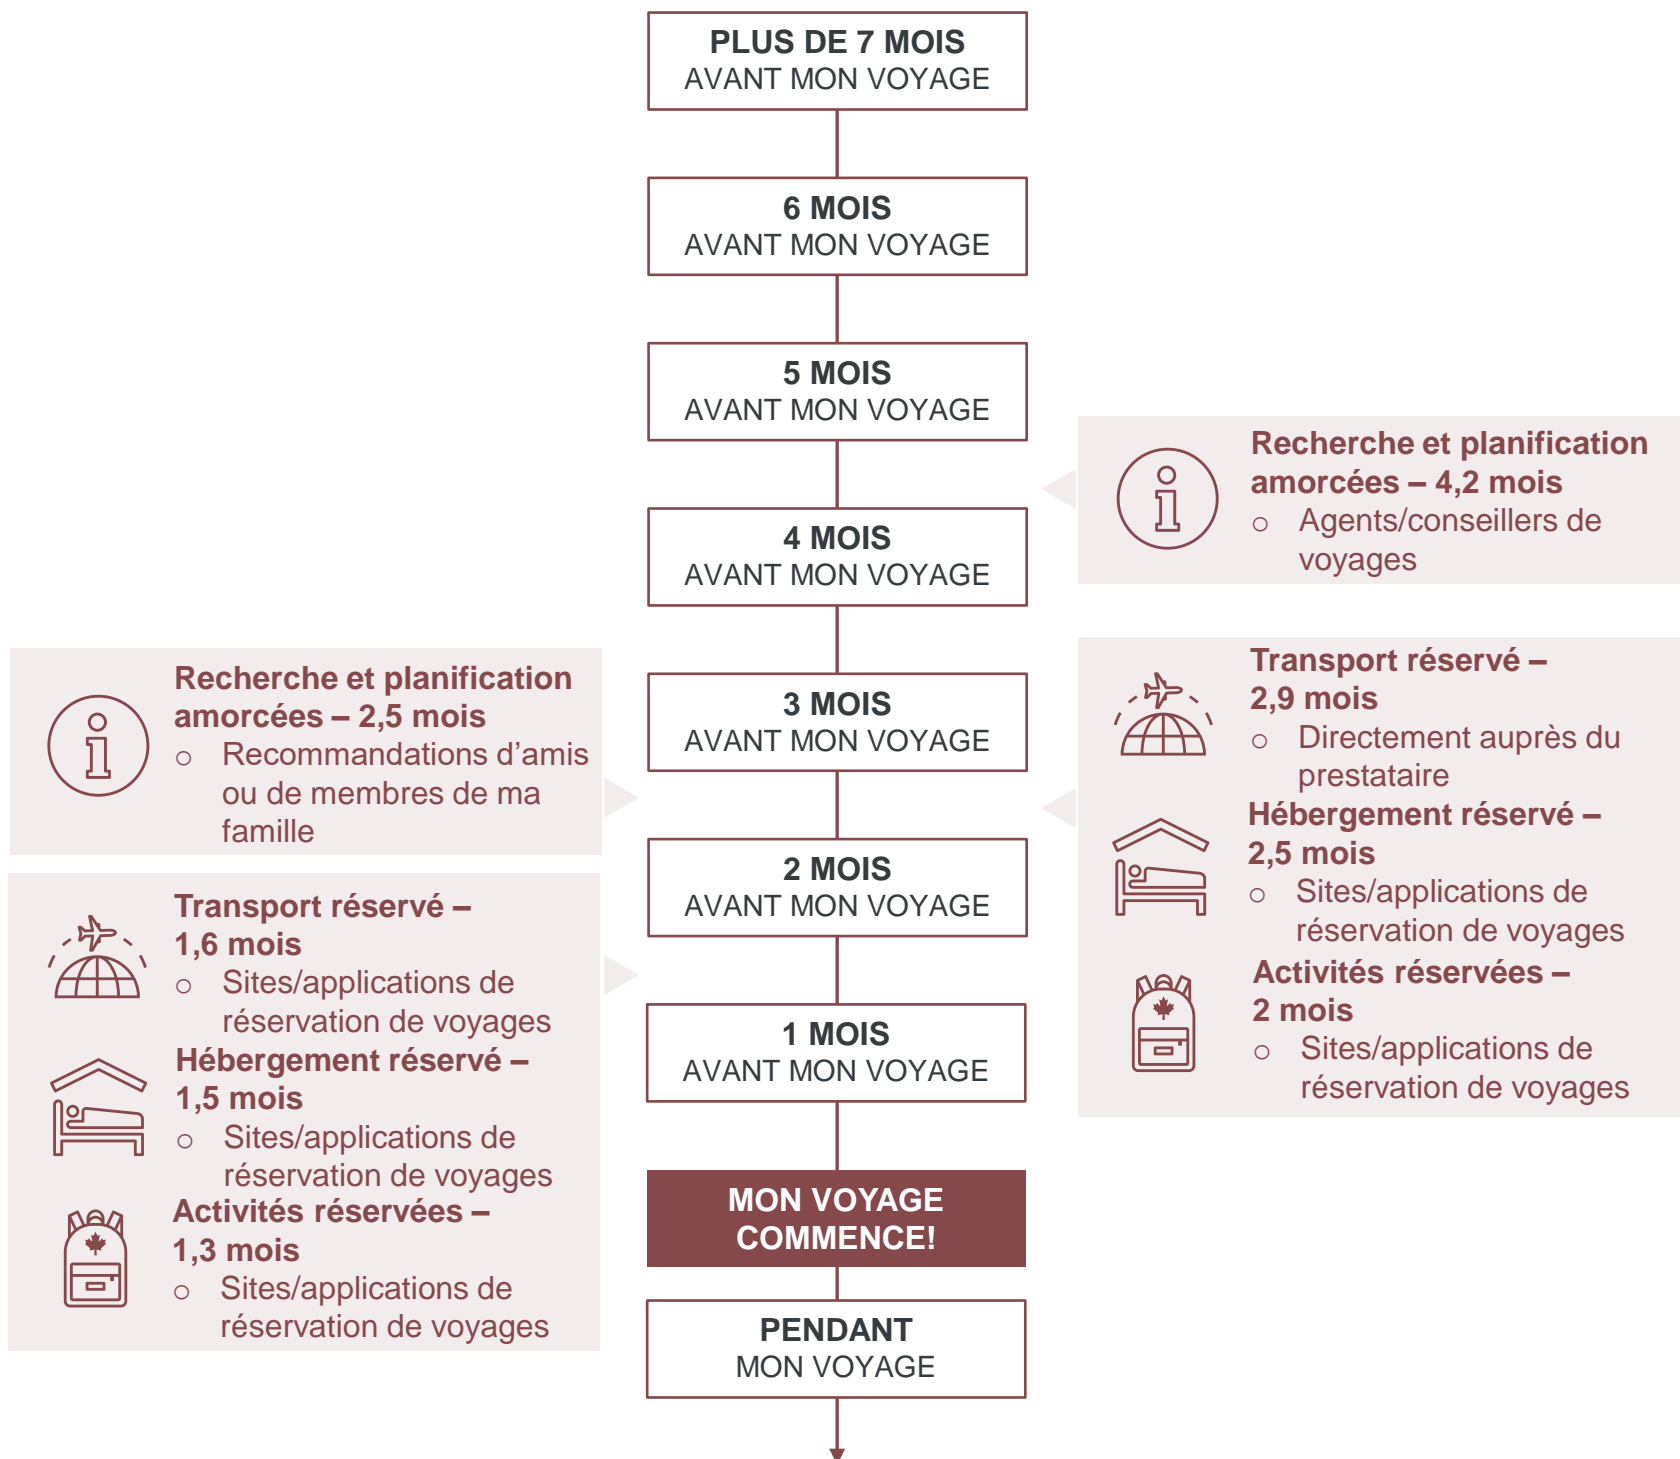 PLUS DE 7 MOIS
AVANT MON VOYAGE
6 MOIS
AVANT MON VOYAGE
5 MOIS
AVANT MON VOYAGE
4 MOIS
AVANT MON VOYAGE
3 MOIS
AVANT MON VOYAGE
2 MOIS
AVANT MON VOYAGE
1 MOIS
AVANT MON VOYAGE
MON VOYAGE
COMMENCE!
PENDANT
MON VOYAGE
Recherche et planification
amorcées – 2,5 mois
○ Recommandations d’amis
ou de membres de ma
famille
Transport réservé –
1,6 mois
○ Sites/applications de
réservation de voyages
Hébergement réservé –
1,5 mois
○ Sites/applications de
réservation de voyages
Activités réservées –
1,3 mois
○ Sites/applications de
réservation de voyages
Recherche et planification
amorcées – 4,2 mois
○ Agents/conseillers de
voyages
Transport réservé –
2,9 mois
○ Directement auprès du
prestataire
Hébergement réservé –
2,5 mois
○ Sites/applications de
réservation de voyages
Activités réservées –
2 mois
○ Sites/applications de
réservation de voyages